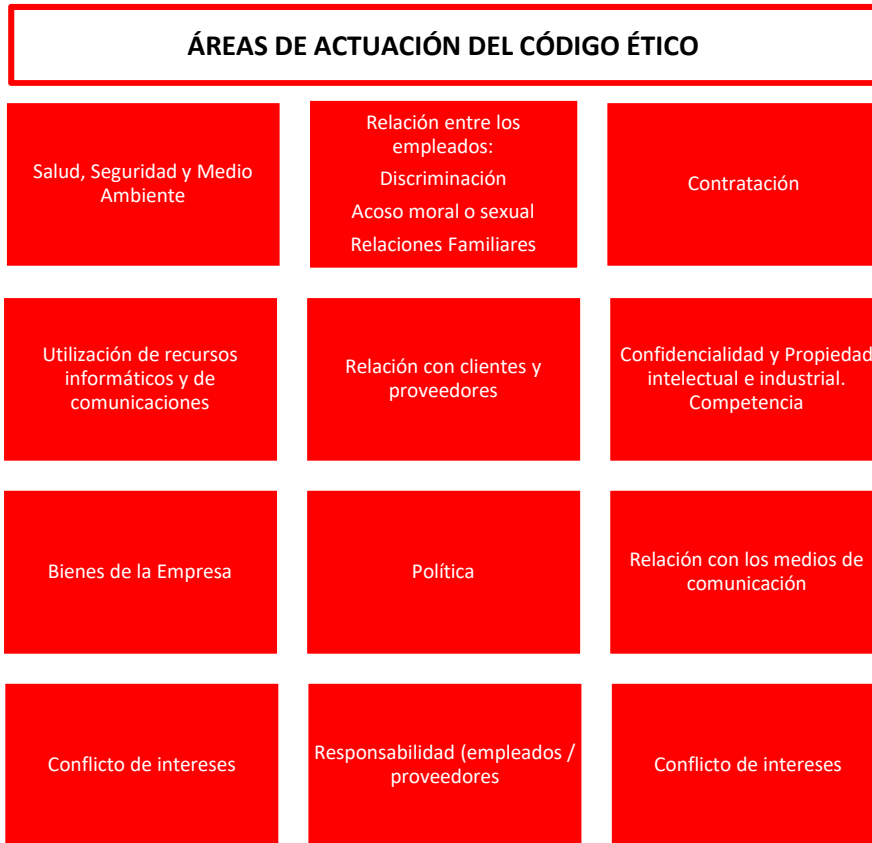 ÁREAS DE ACTUACIÓN DEL CÓDIGO ÉTICO
Salud, Seguridad y Medio
Ambiente
Relación entre los
empleados:
Discriminación
Acoso moral o sexual
Relaciones Familiares
Contratación
Utilización de recursos
informáticos y de
comunicaciones
Relación con clientes y
proveedores
Confidencialidad y Propiedad
intelectual e industrial.
Competencia
Bienes de la Empresa
Política
Relación con los medios de
comunicación
Conflicto de intereses
Responsabilidad (empleados /
proveedores
Conflicto de intereses